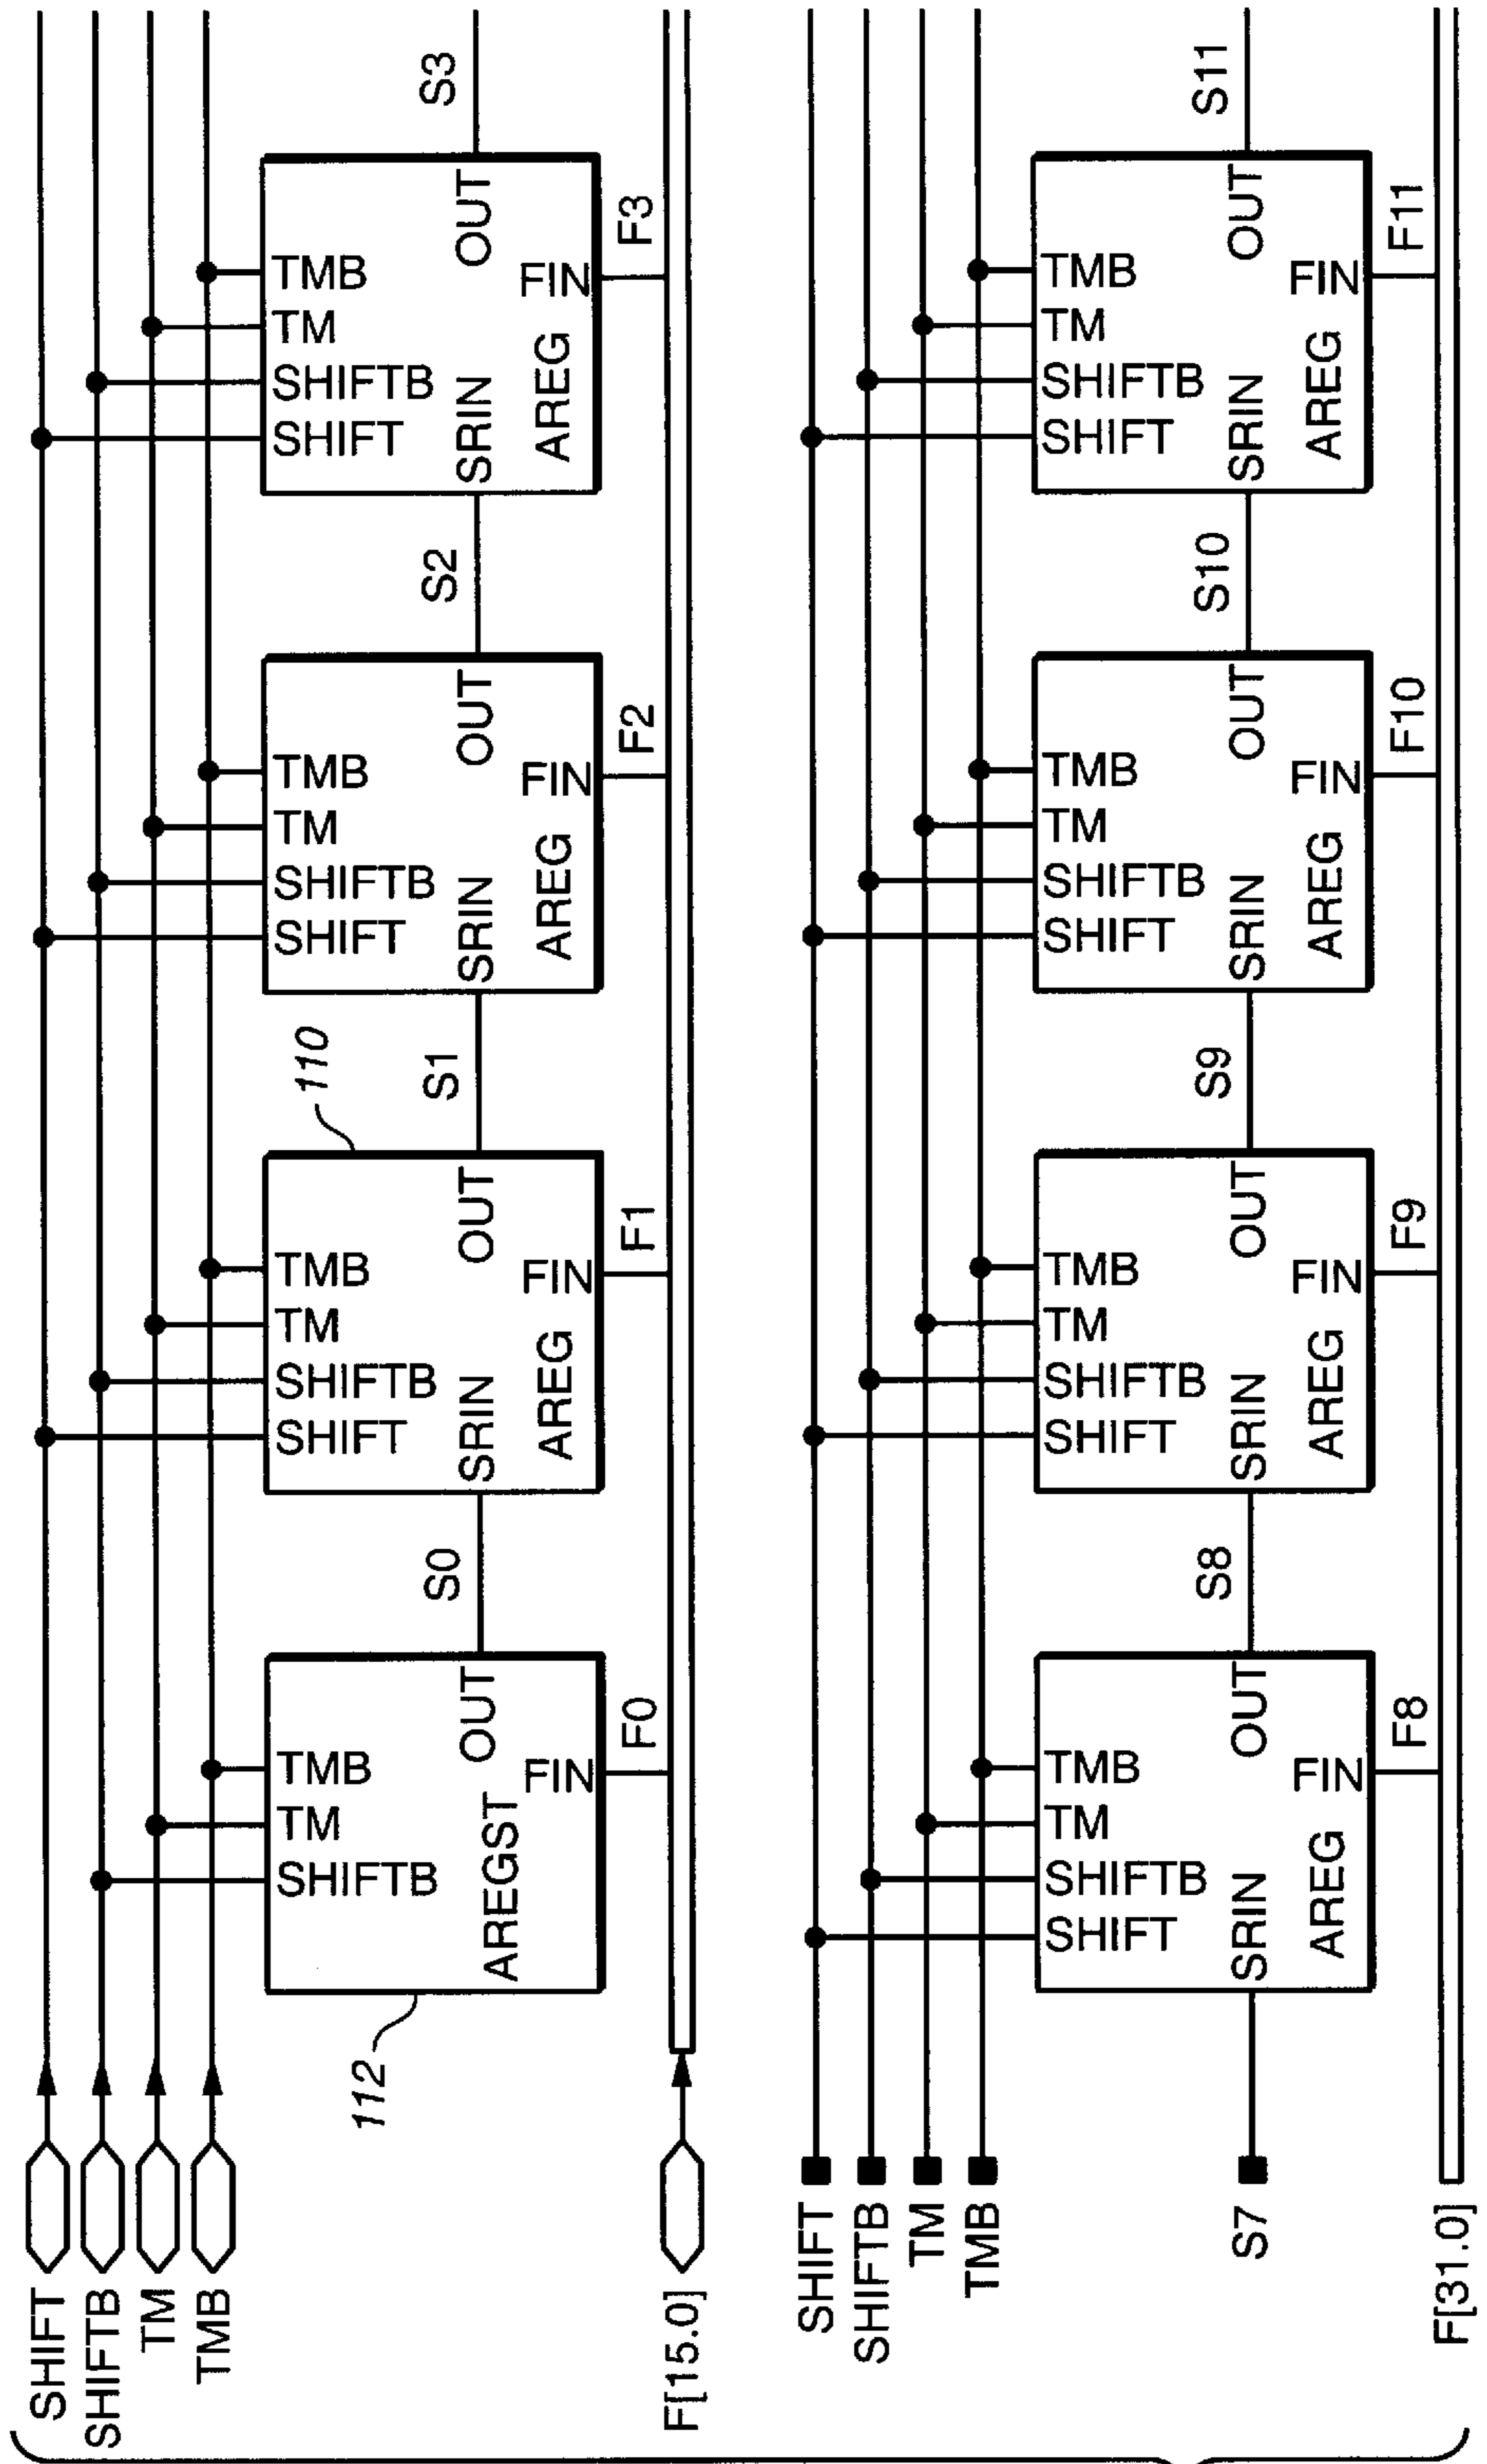 SHIFT
SHIFTB
TM
TMB
F[15.0]
112
SHIFTB
TM
TMB
AREGST
OUT
FIN
F0
S0
110
SHIFT
SHIFTB
TM
TMB
SRIN
OUT
AREG
FIN
F1
S1
SHIFT
SHIFTB
TM
TMB
SRIN
OUT
AREG
FIN
F2
S2
SHIFT
SHIFTB
TM
TMB
SRIN
OUT
AREG
FIN
F3
S3
SHIFT
SHIFTB
TM
TMB
S7
F[31.0]
SHIFT
SHIFTB
TM
TMB
SRIN
OUT
AREG
FIN
F8
S8
SHIFT
SHIFTB
TM
TMB
SRIN
OUT
AREG
FIN
F9
S9
SHIFT
SHIFTB
TM
TMB
SRIN
OUT
AREG
FIN
F10
S10
SHIFT
SHIFTB
TM
TMB
SRIN
OUT
AREG
FIN
F11
S11